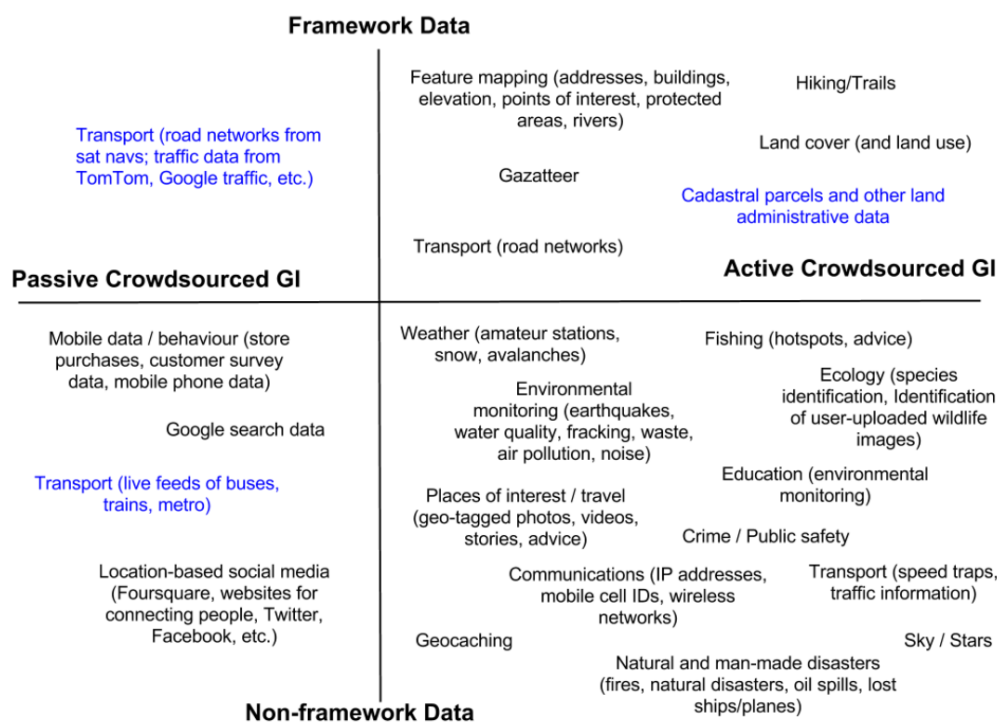 Framework Data
Feature mapping (addresses, buildings,
elevation, points of interest, protected
areas, rivers)
Hiking/Trails
Transport (road networks from
sat navs; traffic data from
TomTom, Google traffic, etc.)
Land cover (and land use)
Gazatteer
Cadastral parcels and other land
administrative data
Transport (road networks)
Passive Crowdsourced GI
Active Crowdsourced GI
Mobile data / behaviour (store
purchases, customer survey
data, mobile phone data)
Weather (amateur stations,
snow, avalanches)
Fishing (hotspots, advice)
Environmental
monitoring (earthquakes,
water quality, fracking, waste,
air pollution, noise)
Ecology (species
identification, Identification
of user-uploaded wildlife
images)
Google search data
Transport (live feeds of buses,
trains, metro)
Education (environmental
monitoring)
Places of interest / travel
(geo-tagged photos, videos,
stories, advice)
Crime / Public safety
Location-based social media
(Foursquare, websites for
connecting people, Twitter,
Facebook, etc.)
Communications (IP addresses,
mobile cell IDs, wireless
networks)
Transport (speed traps,
traffic information)
Geocaching
Sky / Stars
Natural and man-made disasters
(fires, natural disasters, oil spills, lost
ships/planes)
Non-framework Data